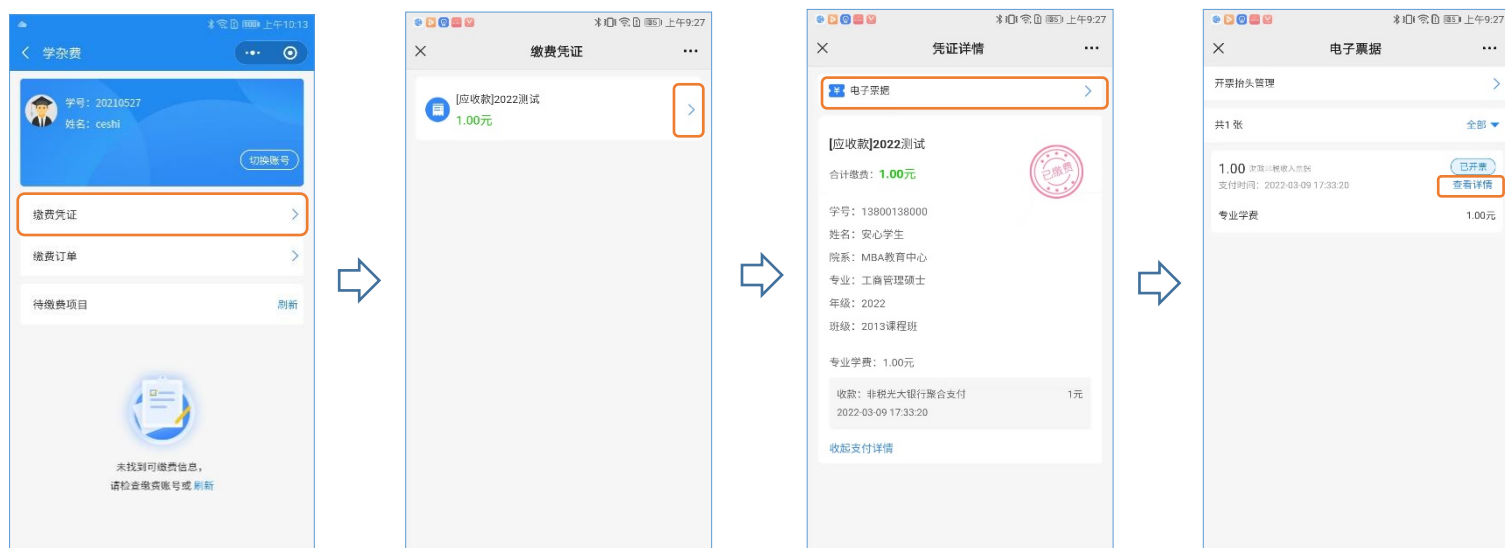 上午10:13
学杂费
学号：20210527
姓名：ceshi
切换账号
缴费凭证
缴费订单
待缴费项目
刷新
未找到可缴费信息，
请检查缴费账号或 刷新
上午9:27
缴费凭证
[应收款]2022测试
1.00元
上午9:27
凭证详情
电子票据
[应收款]2022测试
合计缴费：1.00元
已缴费
学号：13800138000
姓名：安心学生
院系：MBA教育中心
专业：工商管理硕士
年级：2022
班级：2013课程班
专业学费：1.00元
收款：非税光大银行聚合支付 1元
2022-03-09 17:33:20
收起支付详情
上午9:27
电子票据
开票抬头管理
共1 张
全部
1.00
已开票
支付时间：2022-03-09 17:33:20
查看详情
专业学费 1.00元